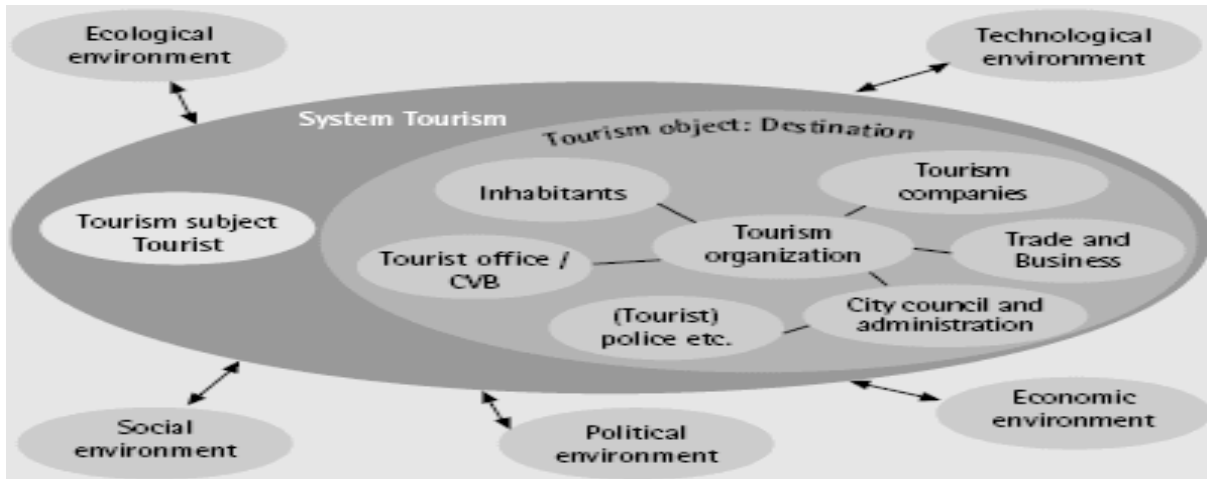 Ecological
environment
Technological
environment
System Tourism
Tourism object: Destination
Inhabitants
Tourism
companies
Tourism subject
Tourist
Tourism
organization
Trade and
Business
Tourist office /
CVB
(Tourist)
police etc.
City council and
administration
Social
environment
Political
environment
Economic
environment